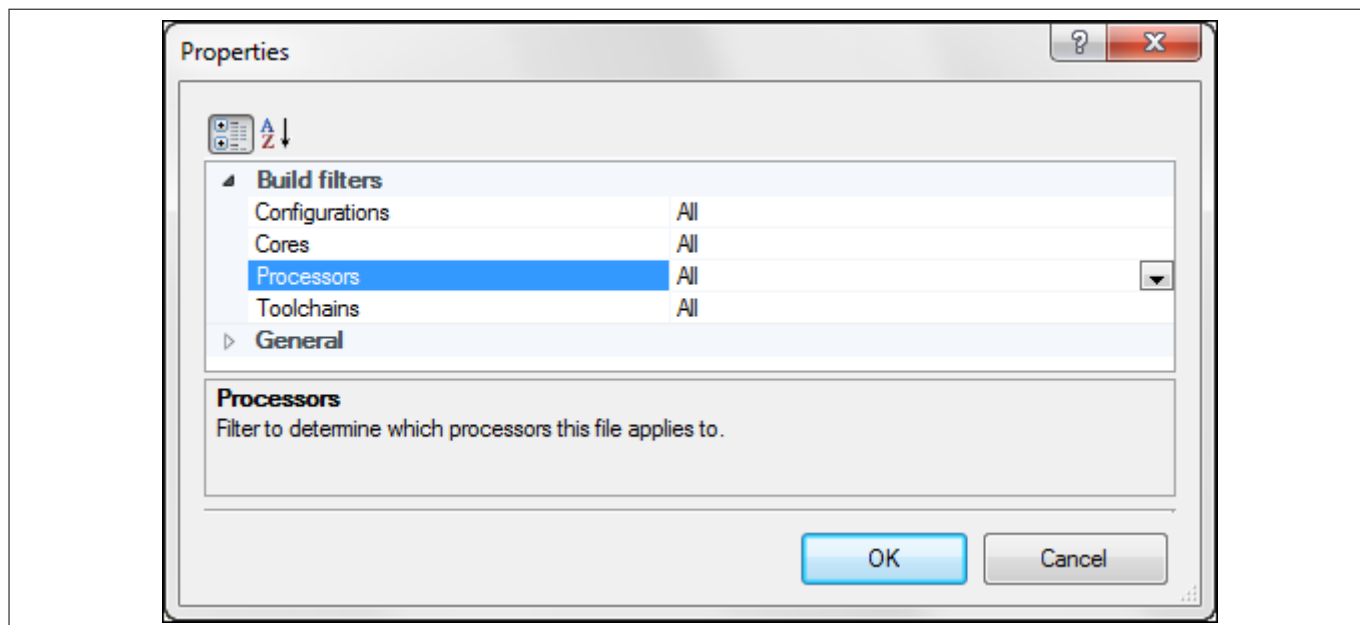 Properties
Build filters
Configurations All
Cores All
Processors All
Toolchains All
General
Processors
Filter to determine which processors this file applies to.
OK Cancel